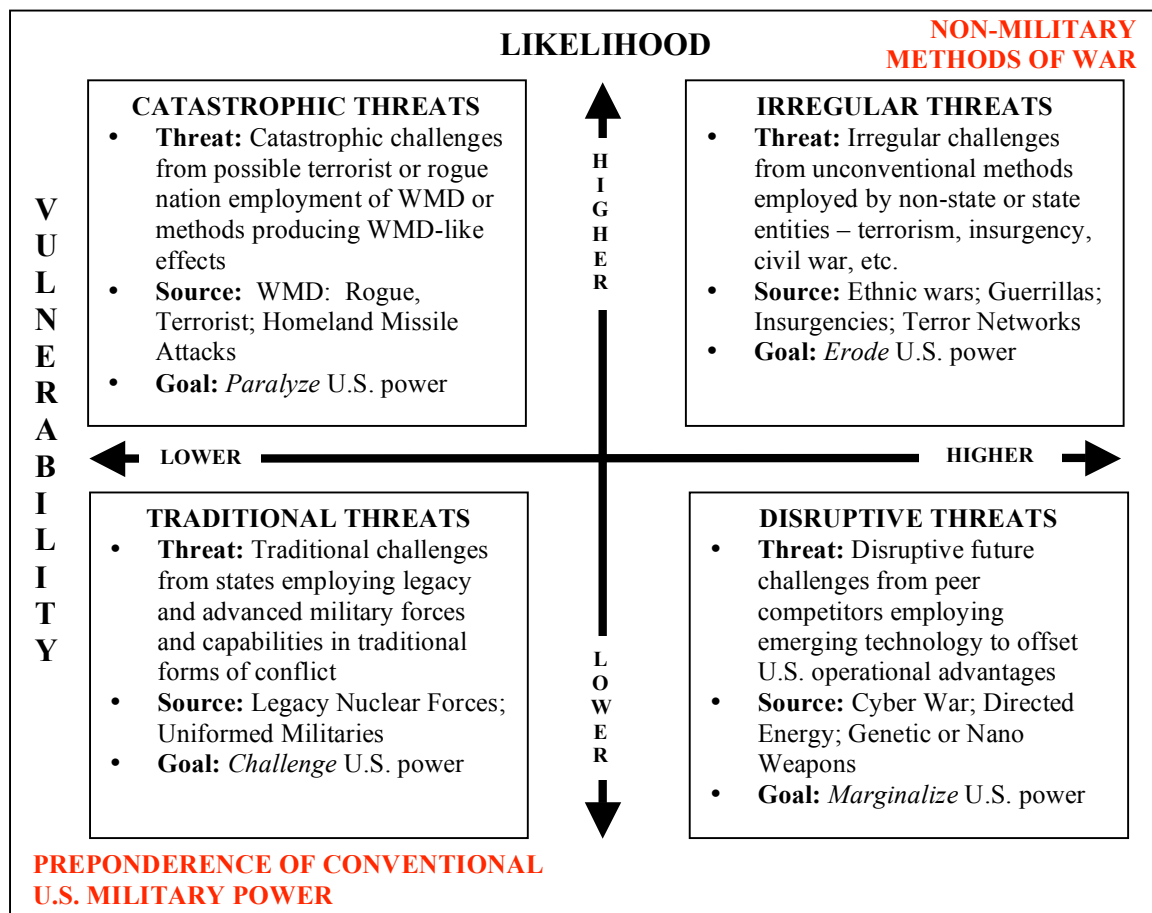 LIKELIHOOD
NON-MILITARY
METHODS OF WAR
VULNERABILITY
CATASTROPHIC THREATS
• Threat: Catastrophic challenges
from possible terrorist or rogue
nation employment of WMD or
methods producing WMD-like
effects
• Source: WMD: Rogue,
Terrorist; Homeland Missile
Attacks
• Goal: Paralyze U.S. power
HIGHER
IRREGULAR THREATS
• Threat: Irregular challenges
from unconventional methods
employed by non-state or state
entities – terrorism, insurgency,
civil war, etc.
• Source: Ethnic wars; Guerrillas;
Insurgencies; Terror Networks
• Goal: Erode U.S. power
LOWER
HIGHER
TRADITIONAL THREATS
• Threat: Traditional challenges
from states employing legacy
and advanced military forces
and capabilities in traditional
forms of conflict
• Source: Legacy Nuclear Forces;
Uniformed Militaries
• Goal: Challenge U.S. power
LOWER
DISRUPTIVE THREATS
• Threat: Disruptive future
challenges from peer
competitors employing
emerging technology to offset
U.S. operational advantages
• Source: Cyber War; Directed
Energy; Genetic or Nano
Weapons
• Goal: Marginalize U.S. power
PREPONDERENCE OF CONVENTIONAL
U.S. MILITARY POWER